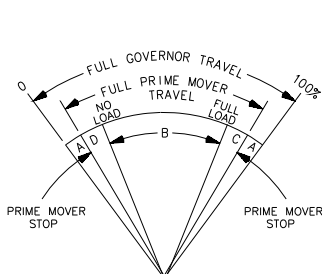 0
FULL GOVERNOR TRAVEL
100%
FULL PRIME MOVER
TRAVEL
NO
LOAD
FULL
LOAD
A
D
B
C
A
PRIME MOVER
STOP
PRIME MOVER
STOP